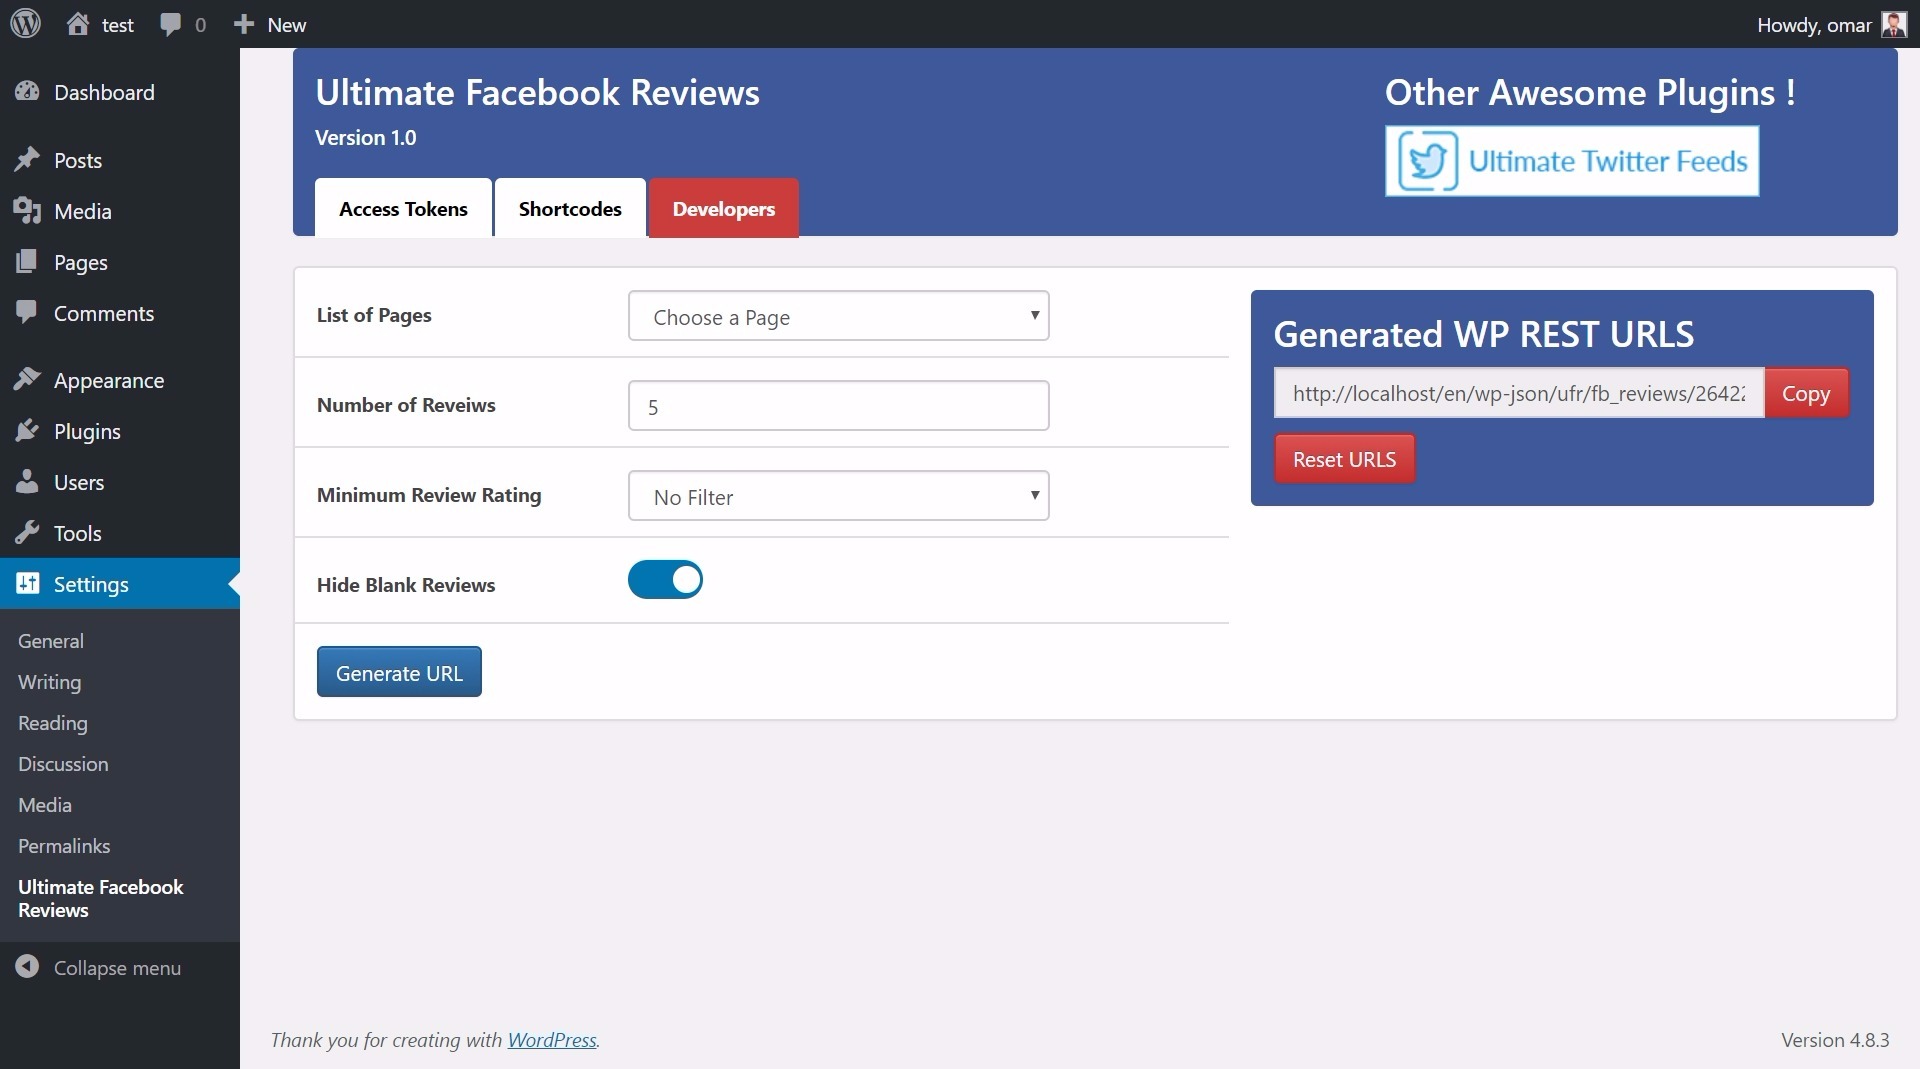 test
0
New
Howdy, omar
Dashboard
Posts
Media
Pages
Comments
Appearance
Plugins
Users
Tools
Settings
General
Writing
Reading
Discussion
Media
Permalinks
Ultimate Facebook
Reviews
Collapse menu
Ultimate Facebook Reviews
Version 1.0
Other Awesome Plugins !
Ultimate Twitter Feeds
Access Tokens
Shortcodes
Developers
List of Pages
Choose a Page
Number of Reveiws
5
Minimum Review Rating
No Filter
Hide Blank Reviews
Generate URL
Generated WP REST URLS
http://localhost/en/wp-json/ufr/fb_reviews/26422
Copy
Reset URLS
Thank you for creating with WordPress.
Version 4.8.3